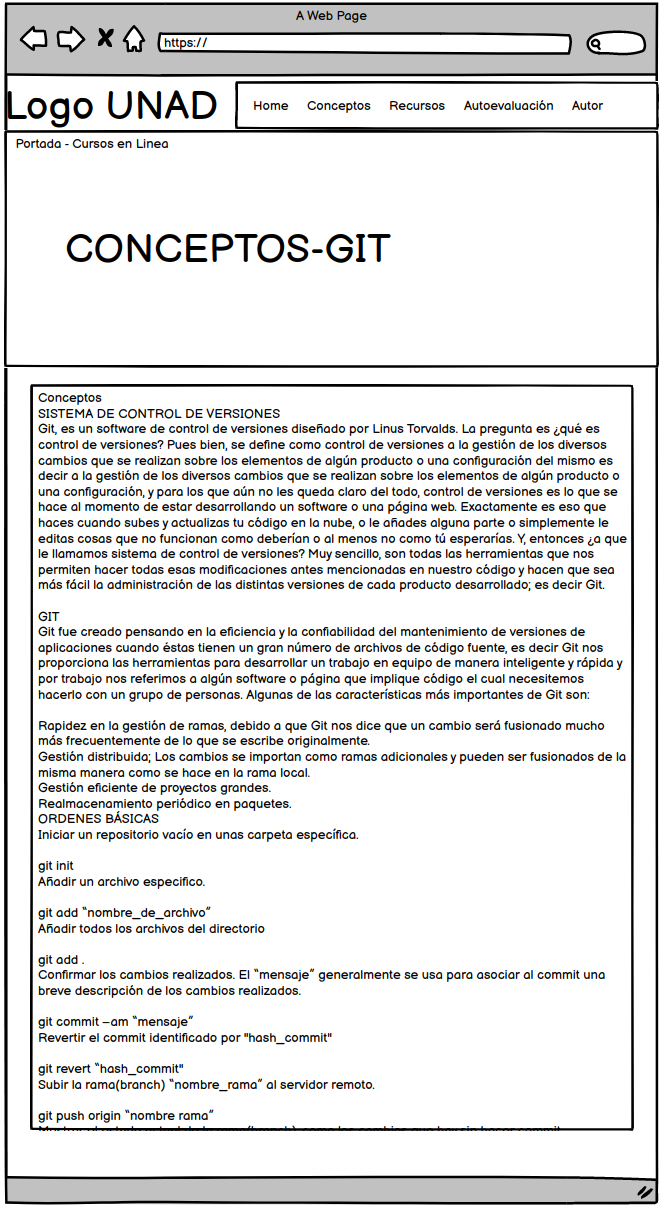 A Web Page
https://
Logo UNAD
Home Conceptos Recursos Autoevaluación Autor
Portada - Cursos en Linea
CONCEPTOS-GIT
Conceptos
SISTEMA DE CONTROL DE VERSIONES
Git, es un software de control de versiones diseñado por Linus Torvalds. La pregunta es ¿qué es
control de versiones? Pues bien, se define como control de versiones a la gestión de los diversos
cambios que se realizan sobre los elementos de algún producto o una configuración del mismo es
decir a la gestión de los diversos cambios que se realizan sobre los elementos de algún producto o
una configuración, y para los que aún no les queda claro del todo, control de versiones es lo que se
hace al momento de estar desarrollando un software o una página web. Exactamente es eso que
haces cuando subes y actualizas tu código en la nube, o le añades alguna parte o simplemente le
editas cosas que no funcionan como deberían o al menos no como tú esperarías. Y, entonces ¿a que
le llamamos sistema de control de versiones? Muy sencillo, son todas las herramientas que nos
permiten hacer todas esas modificaciones antes mencionadas en nuestro código y hacen que sea
más fácil la administración de las distintas versiones de cada producto desarrollado; es decir Git.
GIT
Git fue creado pensando en la eficiencia y la confiabilidad del mantenimiento de versiones de
aplicaciones cuando éstas tienen un gran número de archivos de código fuente, es decir Git nos
proporciona las herramientas para desarrollar un trabajo en equipo de manera inteligente y rápida y
por trabajo nos referimos a algún software o página que implique código el cual necesitemos
hacerlo con un grupo de personas. Algunas de las características más importantes de Git son:
Rapidez en la gestión de ramas, debido a que Git nos dice que un cambio será fusionado mucho
más frecuentemente de lo que se escribe originalmente.
Gestión distribuida; Los cambios se importan como ramas adicionales y pueden ser fusionados de la
misma manera como se hace en la rama local.
Gestión eficiente de proyectos grandes.
Realmacenamiento periódico en paquetes.
ORDENES BÁSICAS
Iniciar un repositorio vacío en unas carpeta específica.
git init
Añadir un archivo especifico.
git add “nombre_de_archivo”
Añadir todos los archivos del directorio
git add .
Confirmar los cambios realizados. El “mensaje” generalmente se usa para asociar al commit una
breve descripción de los cambios realizados.
git commit –am “mensaje”
Revertir el commit identificado por "hash_commit"
git revert “hash_commit"
Subir la rama(branch) “nombre_rama” al servidor remoto.
git push origin “nombre rama”